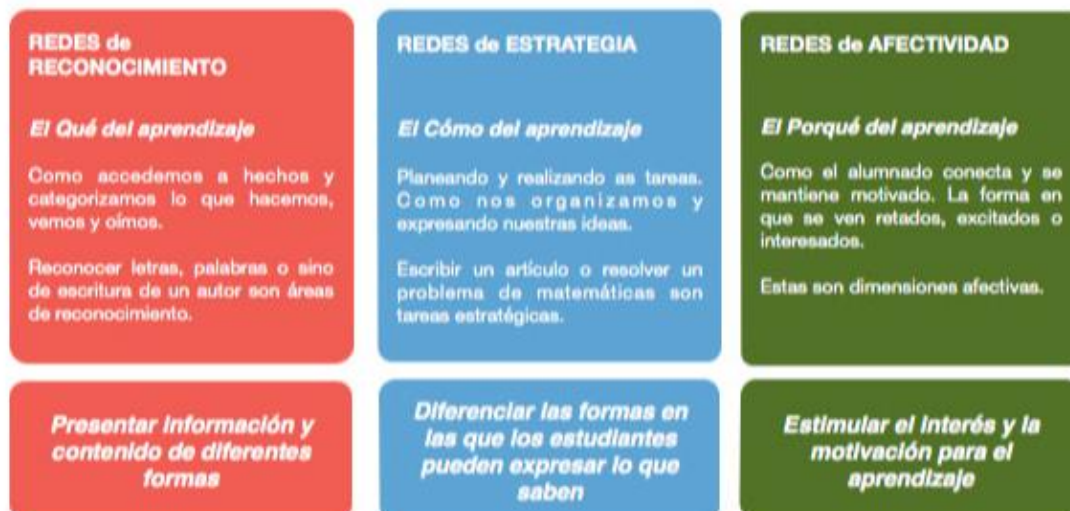 REDES de
RECONOCIMIENTO
El Qué del aprendizaje
Como accedemos a hechos y
categorizamos lo que hacemos,
vemos y oímos.
Reconocer letras, palabras o sino
de escritura de un autor son áreas
de reconocimiento.
Presentar información y
contenido de diferentes
formas
REDES de ESTRATEGIA
El Cómo del aprendizaje
Planeando y realizando as tareas.
Como nos organizamos y
expresando nuestras ideas.
Escribir un artículo o resolver un
problema de matemáticas son
tareas estratégicas.
Diferenciar las formas en
las que los estudiantes
pueden expresar lo que
saben
REDES de AFECTIVIDAD
El Porqué del aprendizaje
Como el alumnado conecta y se
mantiene motivado. La forma en
que se ven retados, excitados o
interesados.
Estas son dimensiones afectivas.
Estimular el interés y la
motivación para el
aprendizaje